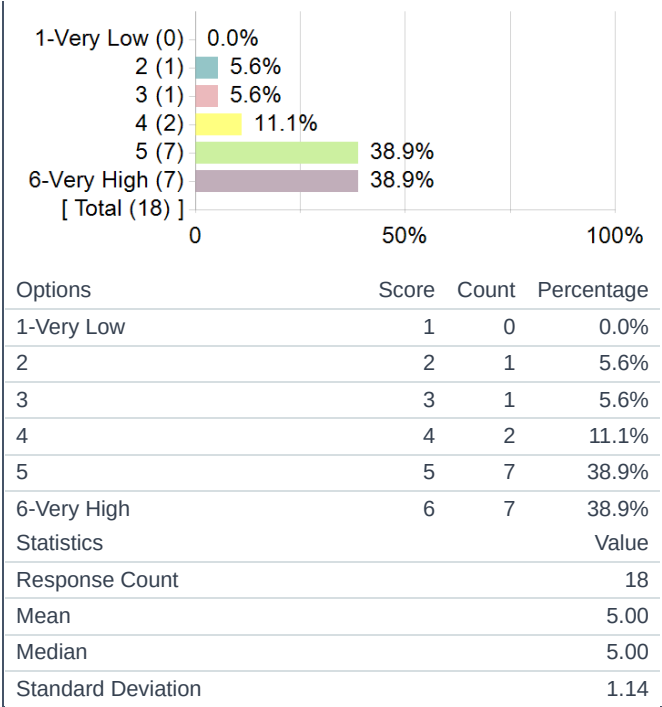 1-Very Low (0) 0.0%
2 (1) 5.6%
3 (1) 5.6%
4 (2) 11.1%
5 (7) 38.9%
6-Very High (7) 38.9%
[ Total (18) ]
0 50% 100%
Options Score Count Percentage
1-Very Low 1 0 0.0%
2 2 1 5.6%
3 3 1 5.6%
4 4 2 11.1%
5 5 7 38.9%
6-Very High 6 7 38.9%
Statistics Value
Response Count 18
Mean 5.00
Median 5.00
Standard Deviation 1.14